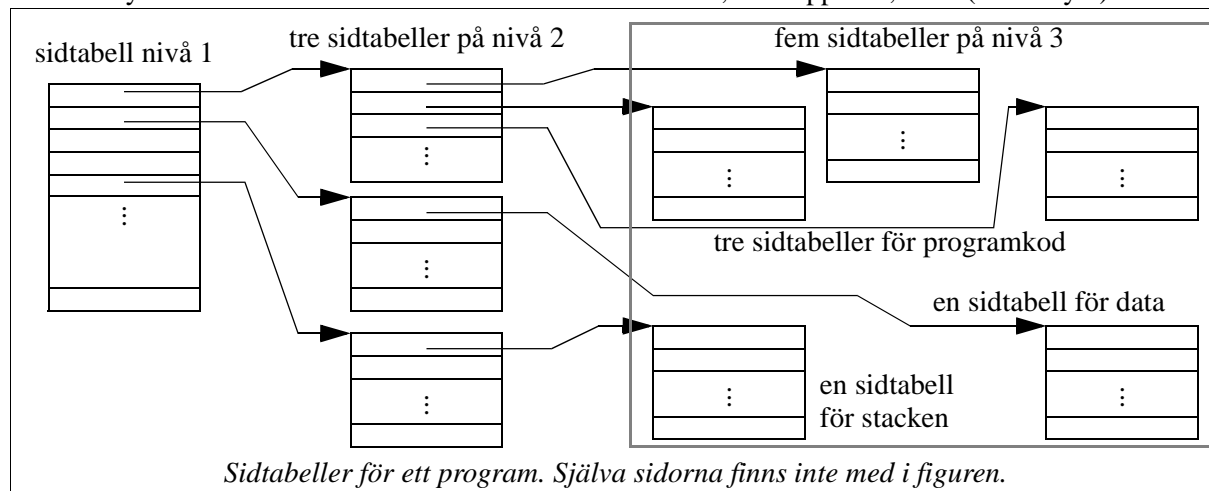 tre sidtabeller på nivå 2
fem sidtabeller på nivå 3
sidtabell nivå 1
tre sidtabeller för programkod
en sidtabell för data
en sidtabell
för stacken
Sidtabeller för ett program. Själva sidorna finns inte med i figuren.